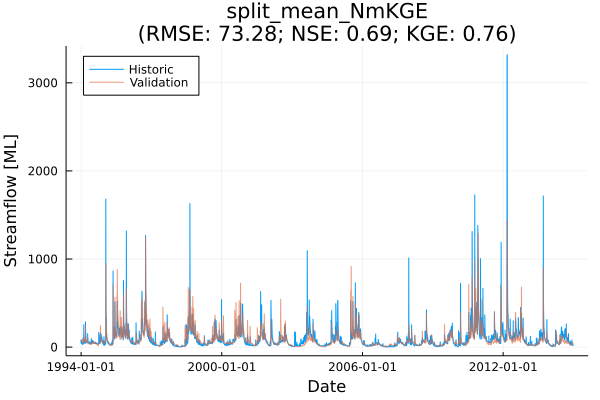 split_mean_NmKGE
(RMSE: 73.28; NSE: 0.69; KGE: 0.76)
Historic
Validation
Streamflow [ML]
3000
2000
1000
0
1994-01-01
2000-01-01
2006-01-01
2012-01-01
Date